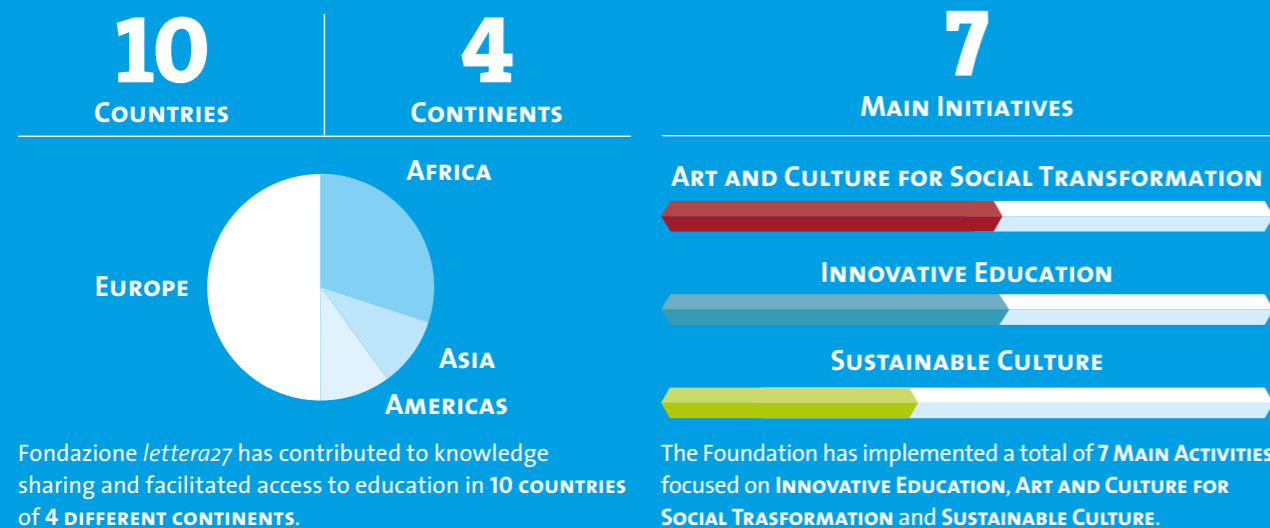 10
COUNTRIES
4
CONTINENTS
AFRICA
EUROPE
ASIA
AMERICAS
Fondazione lettera27 has contributed to knowledge
sharing and facilitated access to education in 10 COUNTRIES
of 4 DIFFERENT CONTINENTS.
7
MAIN INITIATIVES
ART AND CULTURE FOR SOCIAL TRANSFORMATION
INNOVATIVE EDUCATION
SUSTAINABLE CULTURE
The Foundation has implemented a total of 7 MAIN ACTIVITIES
focused on INNOVATIVE EDUCATION, ART AND CULTURE FOR
SOCIAL TRASFORMATION and SUSTAINABLE CULTURE.